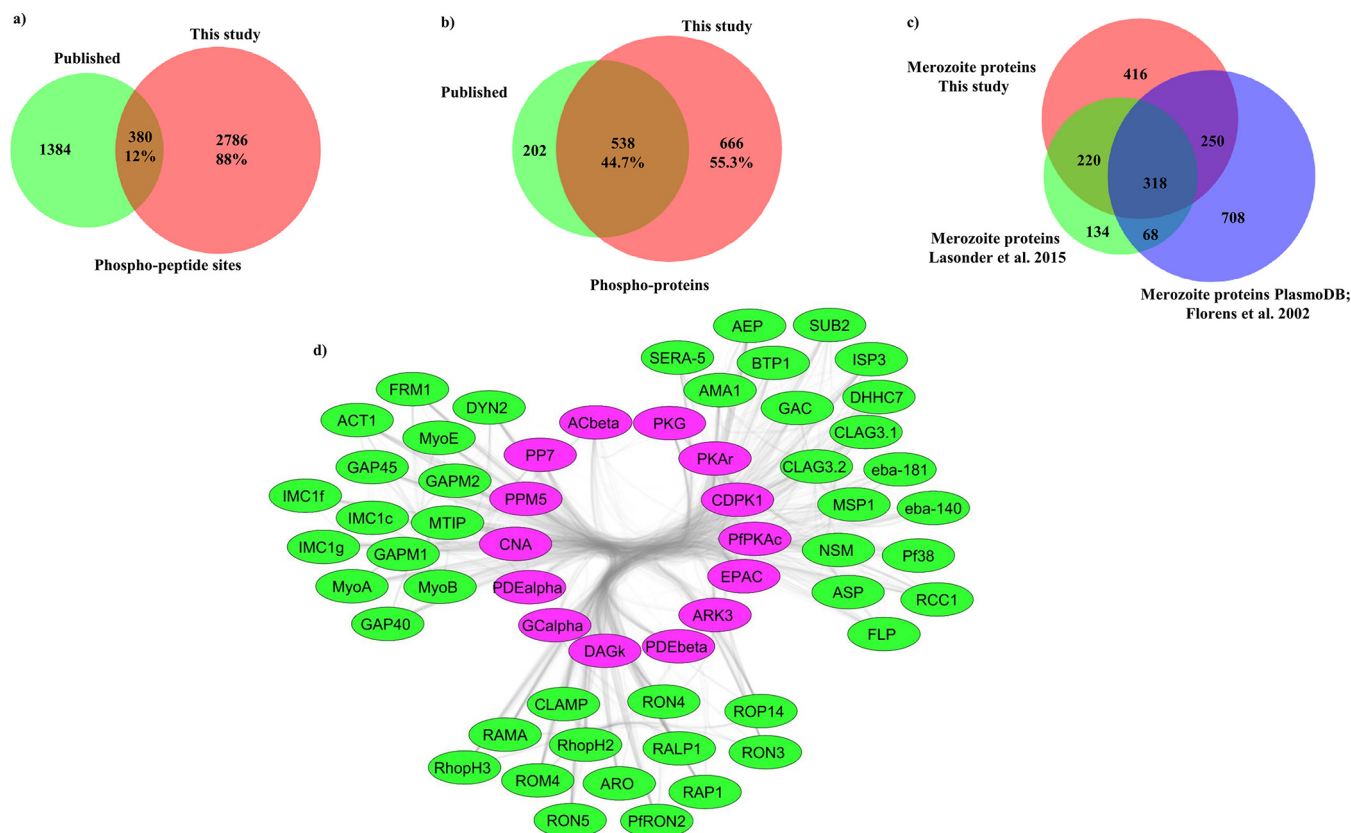 a)
Published
This study
1384
380
12%
2786
88%
Phospho-peptide sites
b)
This study
Published
202
538
44.7%
666
55.3%
Phospho-proteins
c)
Merozoite proteins
This study
416
250
220
318
708
134
68
Merozoite proteins
Lasonder et al. 2015
Merozoite proteins PlasmoDB;
Florens et al. 2002
d)
FRM1
DYN2
ACT1
MyoE
GAP45
GAPM2
IMC1f
IMC1c
MTIP
IMC1g
GAPM1
MyoA
MyoB
GAP40
ACbeta
PKG
PP7
PKAr
PPM5
CDPK1
CNA
PfPKAc
PDEalpha
EPAC
GCalpha
ARK3
DAGk
PDEbeta
AEP
SUB2
SERA-5
BTP1
ISP3
AMA1
GAC
DHHC7
CLAG3.1
CLAG3.2
eba-181
MSP1
eba-140
NSM
Pf38
ASP
RCC1
FLP
CLAMP
RON4
ROP14
RAMA
RhopH2
RALP1
RON3
RhopH3
ROM4
ARO
RAP1
RON5
PfRON2